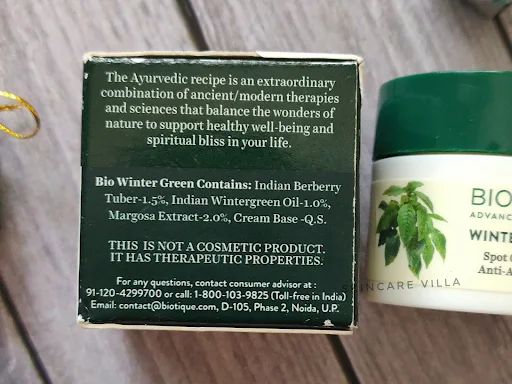 The Ayurvedic recipe is an extraordinary
combination of ancient/modern therapies
and sciences that balance the wonders of
nature to support healthy well-being and
spiritual bliss in your life.
Bio Winter Green Contains: Indian Berberry
Tuber-1.5%, Indian Wintergreen Oil-1.0%,
Margosa Extract-2.0%, Cream Base -Q.S.
THIS IS NOT A COSMETIC PRODUCT.
IT HAS THERAPEUTIC PROPERTIES.
For any questions, contact consumer advisor at :
91-120-4299700 or call: 1-800-103-9825 (Toll-free in India)
Email: contact@biotique.com, D-105, Phase 2, Noida, U.P.
BIO
ADVANC
WINTE
Spot
Anti-A
SKINCARE VILLA